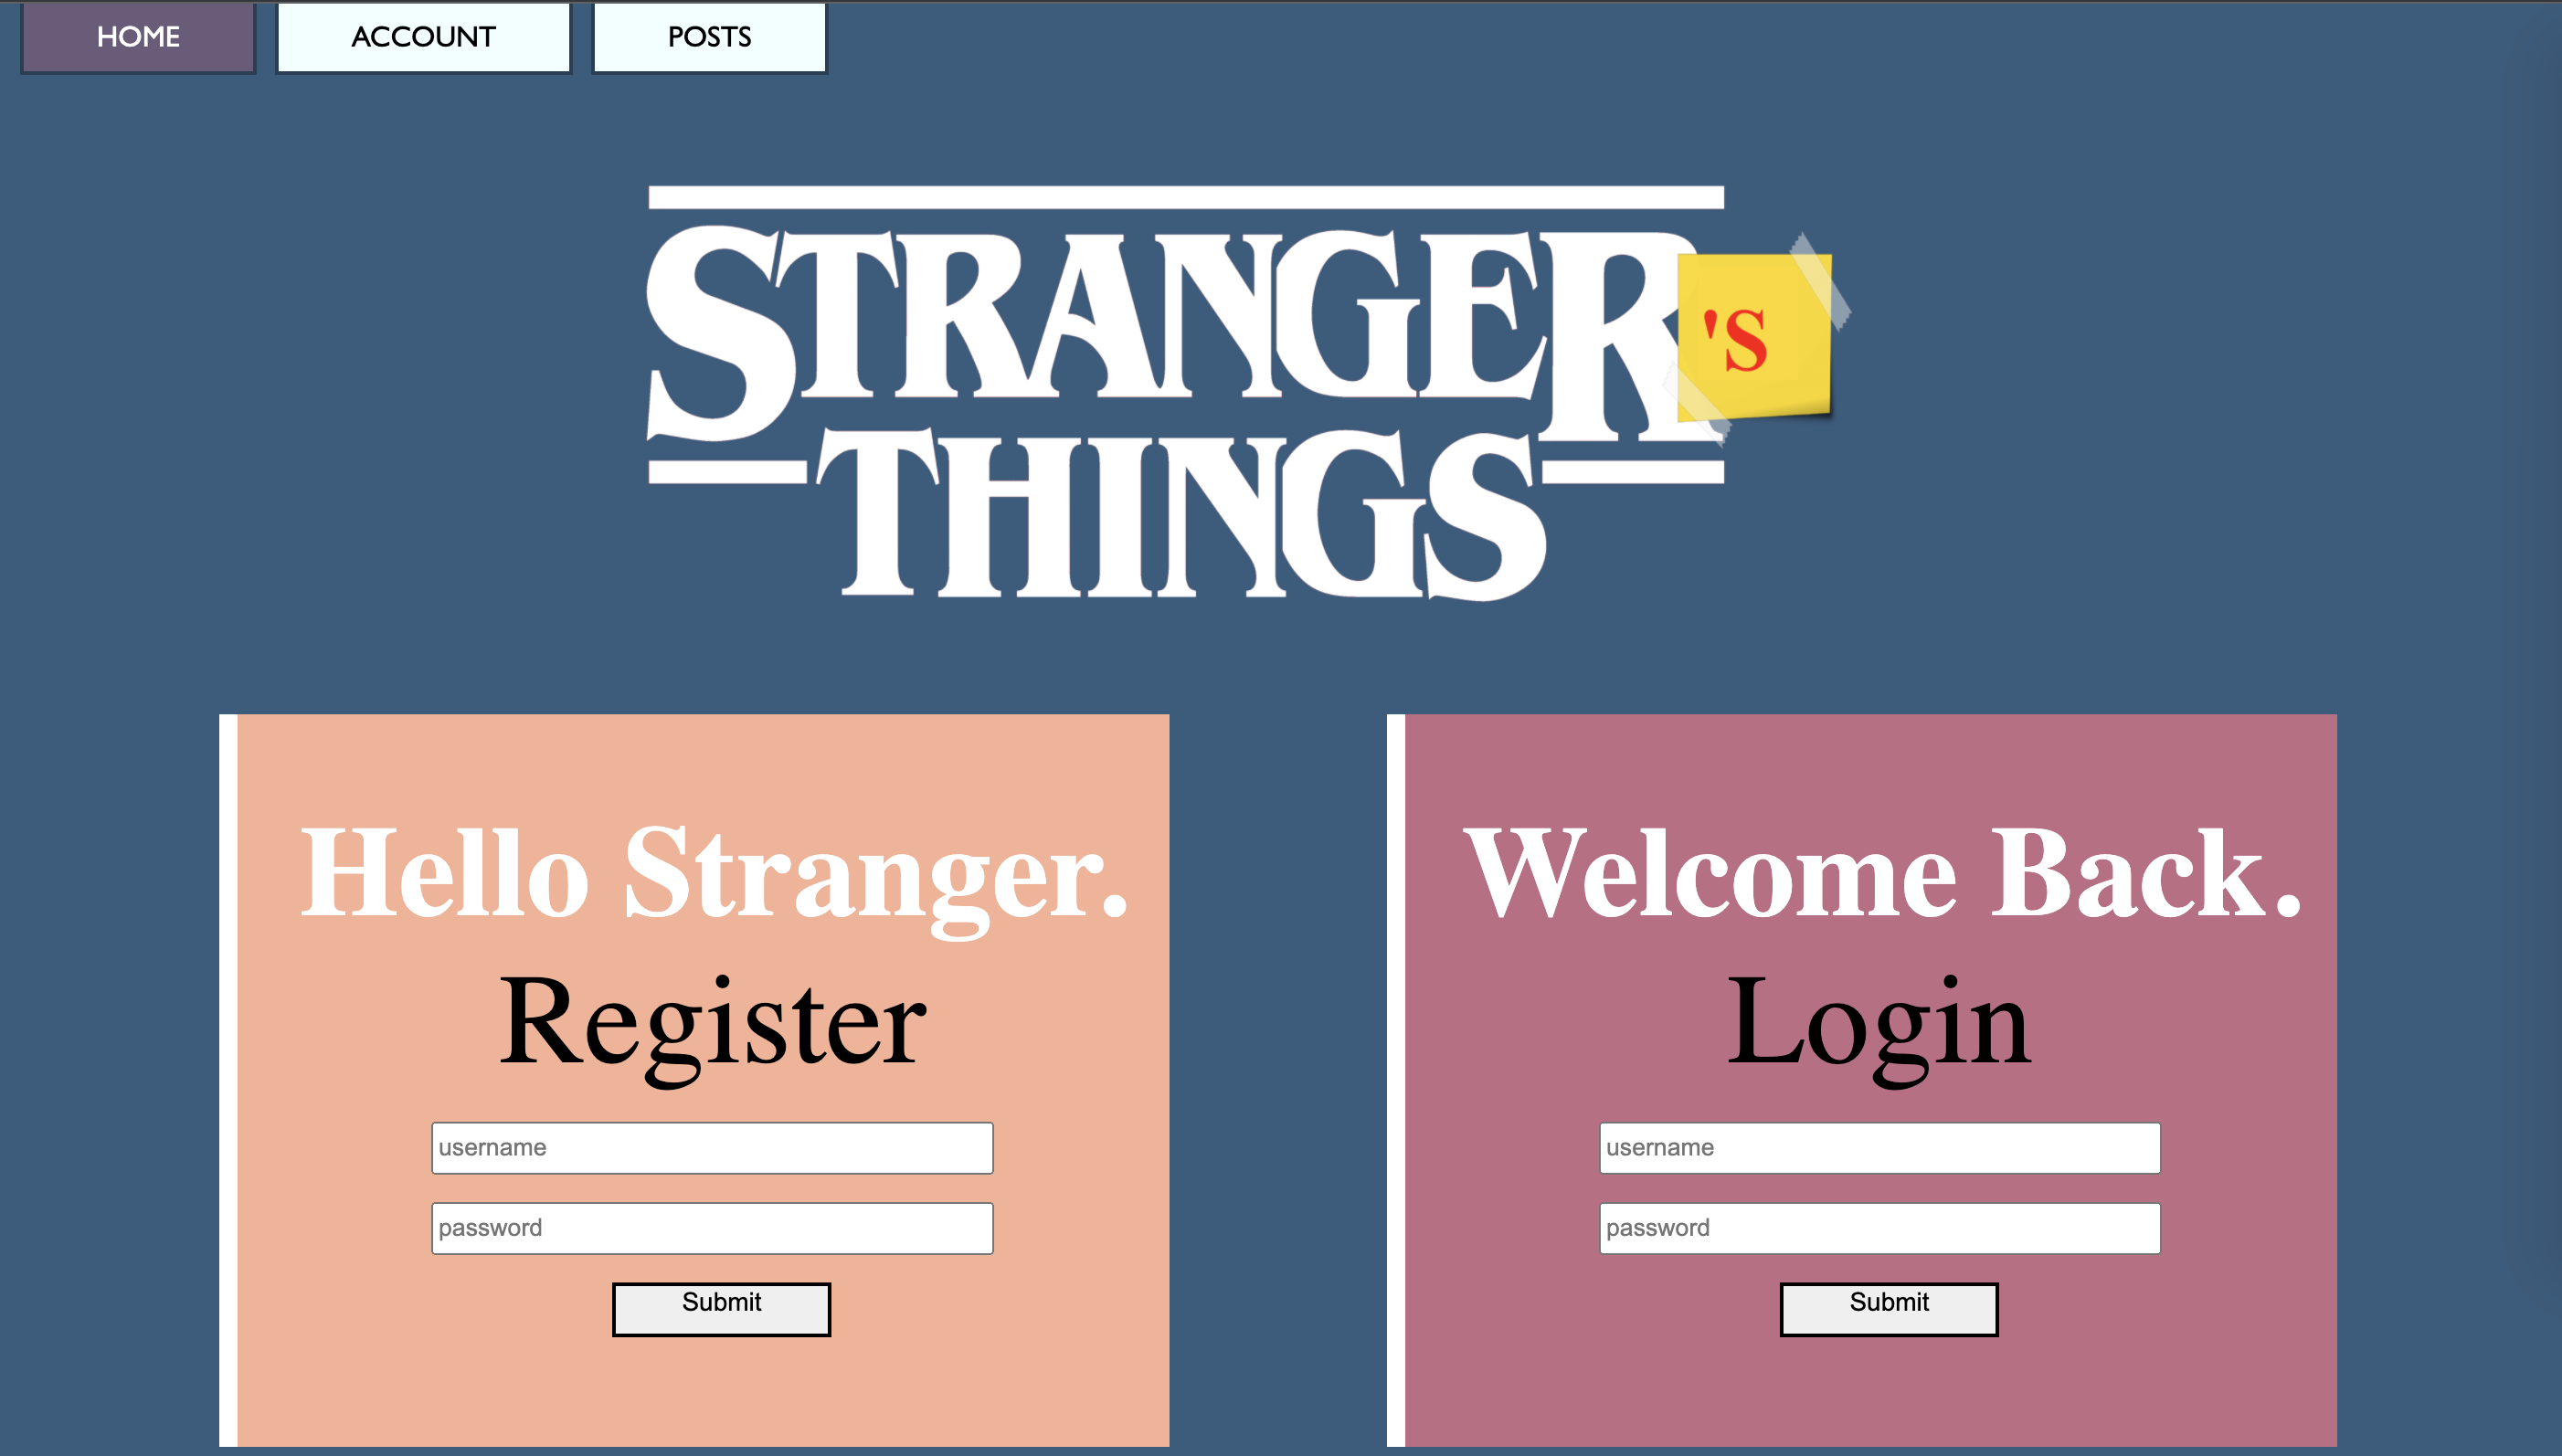 HOME ACCOUNT POSTS
STRANGER'S
THINGS
Hello Stranger.
Register
username
password
Submit
Welcome Back.
Login
username
password
Submit